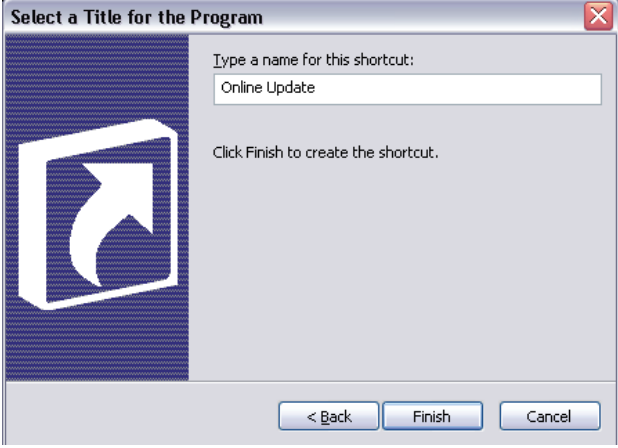 Select a Title for the Program
Type a name for this shortcut:
Online Update
Click Finish to create the shortcut.
< Back
Finish
Cancel